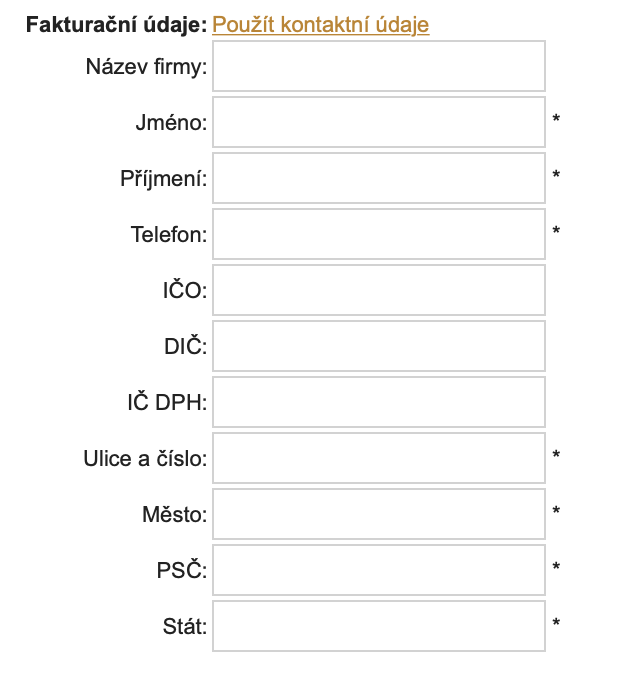 Fakturační údaje: Použít kontaktní údaje
Název firmy:
Jméno: *
Příjmení: *
Telefon: *
IČO:
DIČ:
IČ DPH:
Ulice a číslo: *
Město: *
PSČ: *
Stát: *